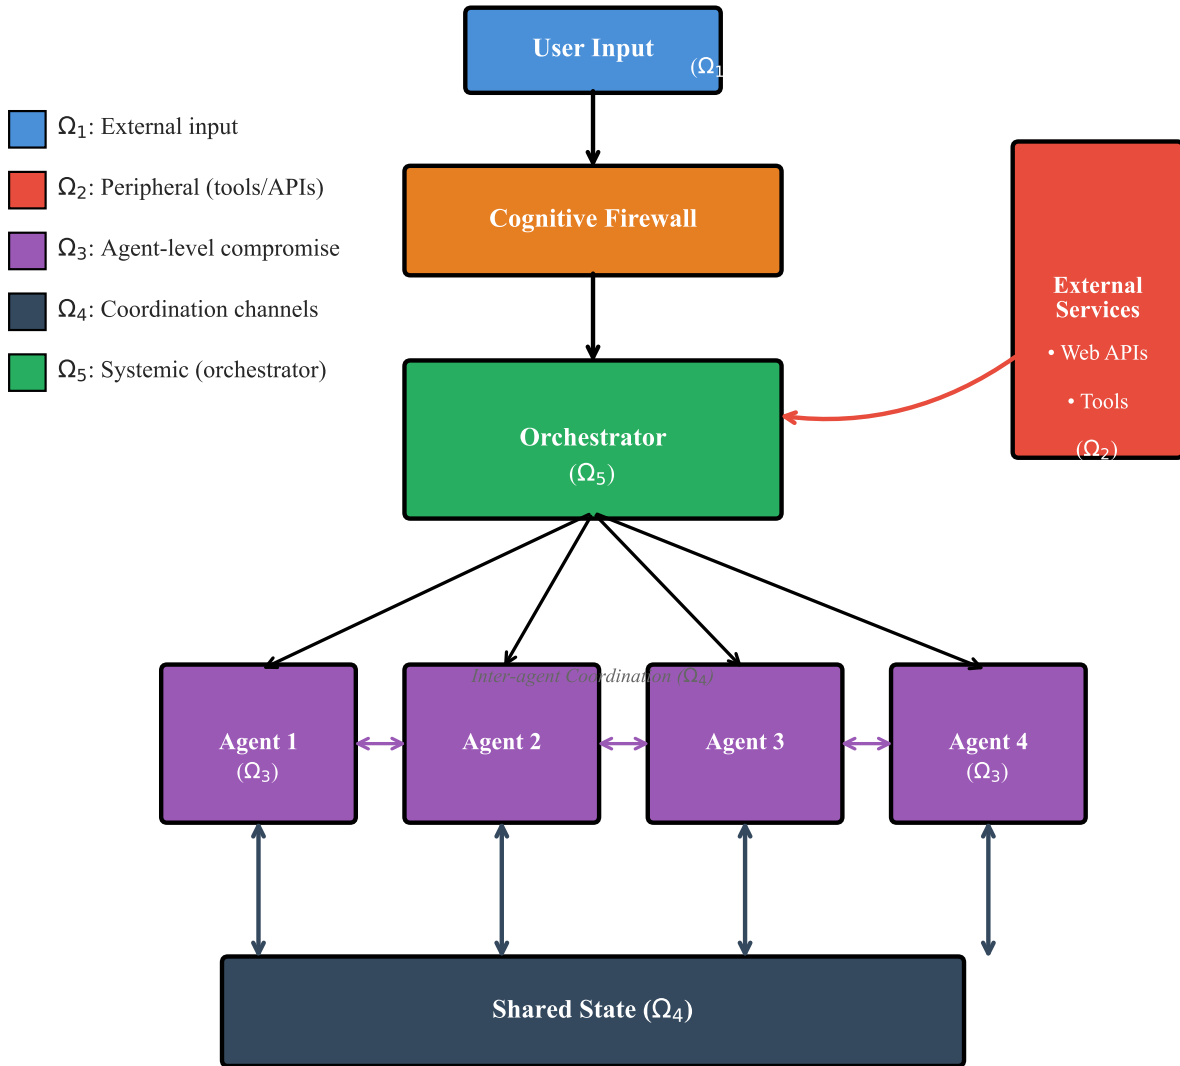 User Input
(Ω₁
Ω₁: External input
Ω₂: Peripheral (tools/APIs)
Ω₃: Agent-level compromise
Ω₄: Coordination channels
Ω₅: Systemic (orchestrator)
Cognitive Firewall
External
Services
• Web APIs
• Tools
(Ω₂)
Orchestrator
(Ω₅)
Inter-agent Coordination (Ω₄)
Agent 1
(Ω₃)
Agent 2
Agent 3
Agent 4
(Ω₃)
Shared State (Ω₄)